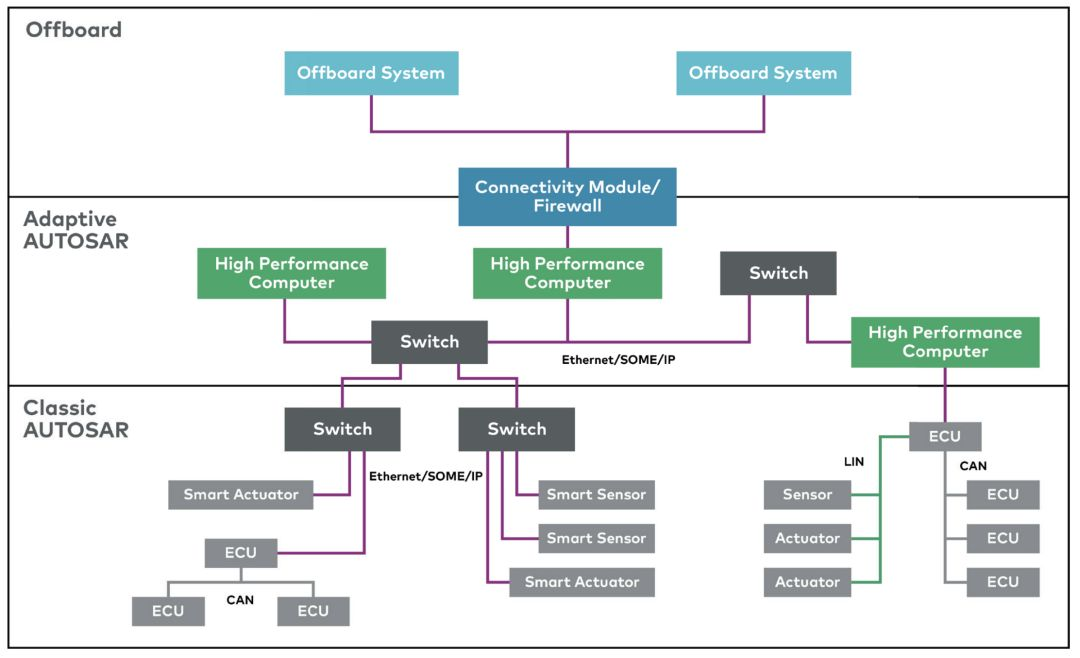 Offboard
Offboard System
Offboard System
Connectivity Module/
Firewall
Adaptive
AUTOSAR
High Performance
Computer
High Performance
Computer
Switch
Switch
High Performance
Computer
Ethernet/SOME/IP
Classic
AUTOSAR
Switch
Switch
ECU
LIN
CAN
Ethernet/SOME/IP
Smart Actuator
Smart Sensor
Sensor
ECU
Smart Sensor
Actuator
ECU
ECU
Smart Actuator
Actuator
ECU
CAN
ECU
ECU